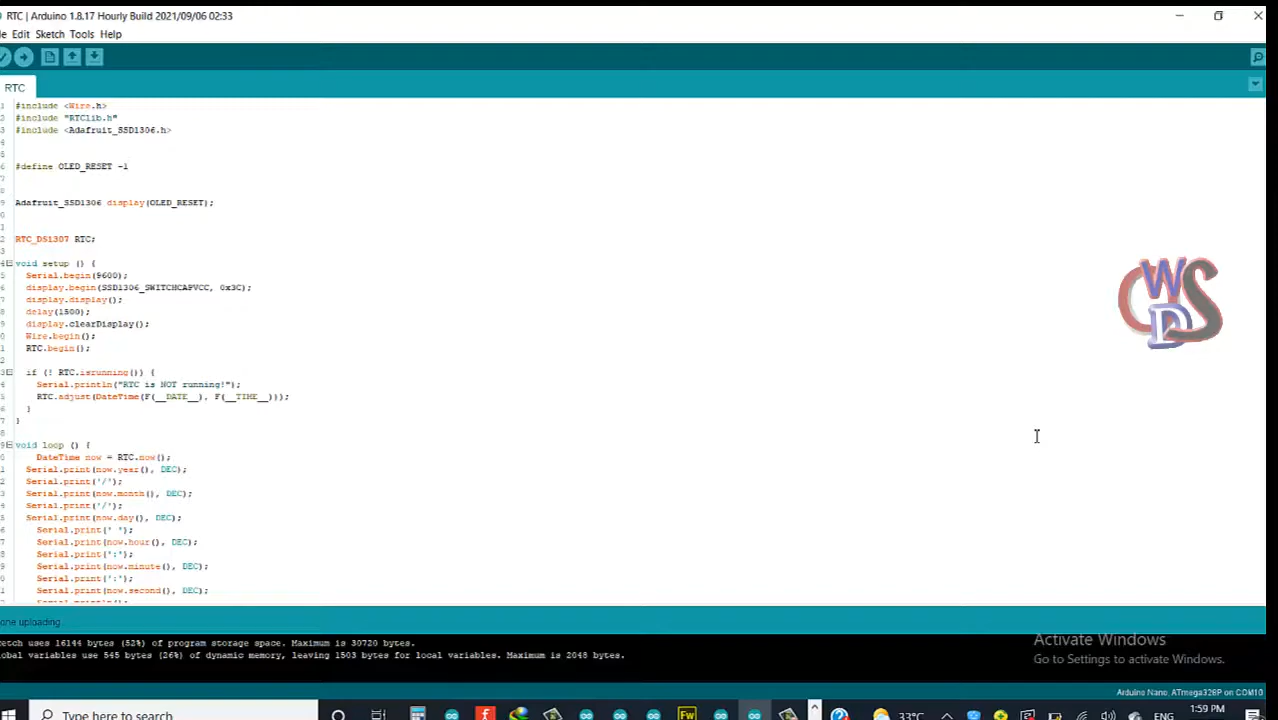 RTC | Arduino 1.8.17 Hourly Build 2021/09/06 02:33
Edit Sketch Tools Help
RTC
#include <Wire.h>
#include "RTClib.h"
#include <Adafruit_SSD1306.h>
#define OLED_RESET -1
Adafruit_SSD1306 display(OLED_RESET);
RTC_DS1307 RTC;
void setup () {
Serial.begin(9600);
display.begin(SSD1306_SWITCHCAPVCC, 0x3C);
display.display();
delay(1500);
display.clearDisplay();
Wire.begin();
RTC.begin();
if (! RTC.isrunning()) {
Serial.println("RTC is NOT running!");
RTC.adjust(DateTime(F(__DATE__), F(__TIME__)));
}
}
void loop () {
DateTime now = RTC.now();
Serial.print(now.year(), DEC);
Serial.print('/');
Serial.print(now.month(), DEC);
Serial.print('/');
Serial.print(now.day(), DEC);
Serial.print(' ');
Serial.print(now.hour(), DEC);
Serial.print(':');
Serial.print(now.minute(), DEC);
Serial.print(':');
Serial.print(now.second(), DEC);
one uploading.
etch uses 16144 bytes (52%) of program storage space. Maximum is 30720 bytes.
obal variables use 545 bytes (26%) of dynamic memory, leaving 1503 bytes for local variables. Maximum is 2048 bytes.
Activate Windows
Go to Settings to activate Windows.
Arduino Nano, ATmega328P on COM10
Type here to search
Fw
33°C
ENG
1:59 PM